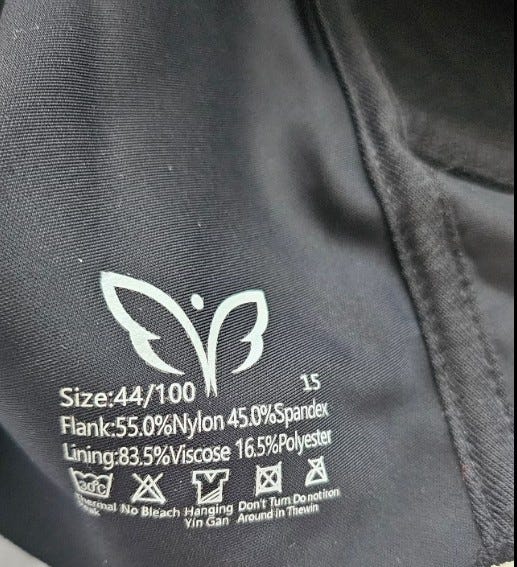 15
Size:44/100
Flank:55.0%Nylon 45.0%Spandex
Lining:83.5%Viscose 16.5%Polyester
30°C
Thermal No Bleach Hanging Don't Turn Do not iron
Yin Gan Around in Thewin